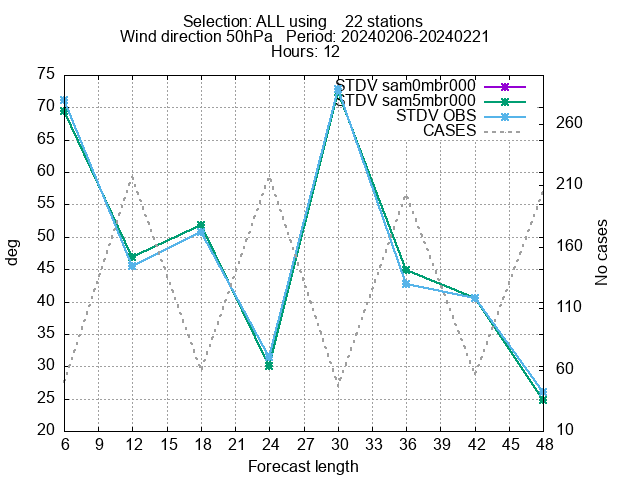 Selection: ALL using    22 stations
Wind direction 50hPa   Period: 20240206-20240221
Hours: 12
STDV sam0mbr000
STDV sam5mbr000
STDV OBS
CASES
75
70
65
60
55
50
45
40
35
30
25
20
deg
260
210
160
110
60
10
No cases
6 9 12 15 18 21 24 27 30 33 36 39 42 45 48
Forecast length